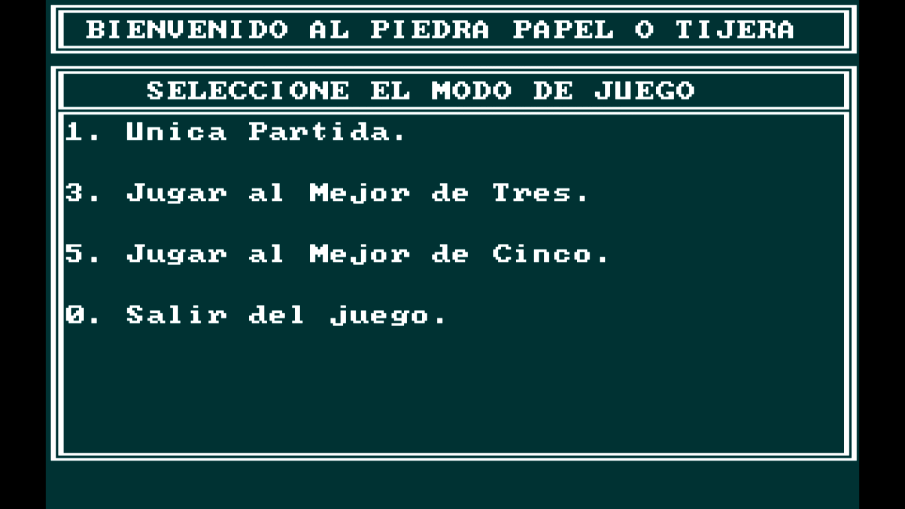 BIENVENIDO AL PIEDRA PAPEL O TIJERA
SELECCIONE EL MODO DE JUEGO
1. Unica Partida.
3. Jugar al Mejor de Tres.
5. Jugar al Mejor de Cinco.
0. Salir del juego.